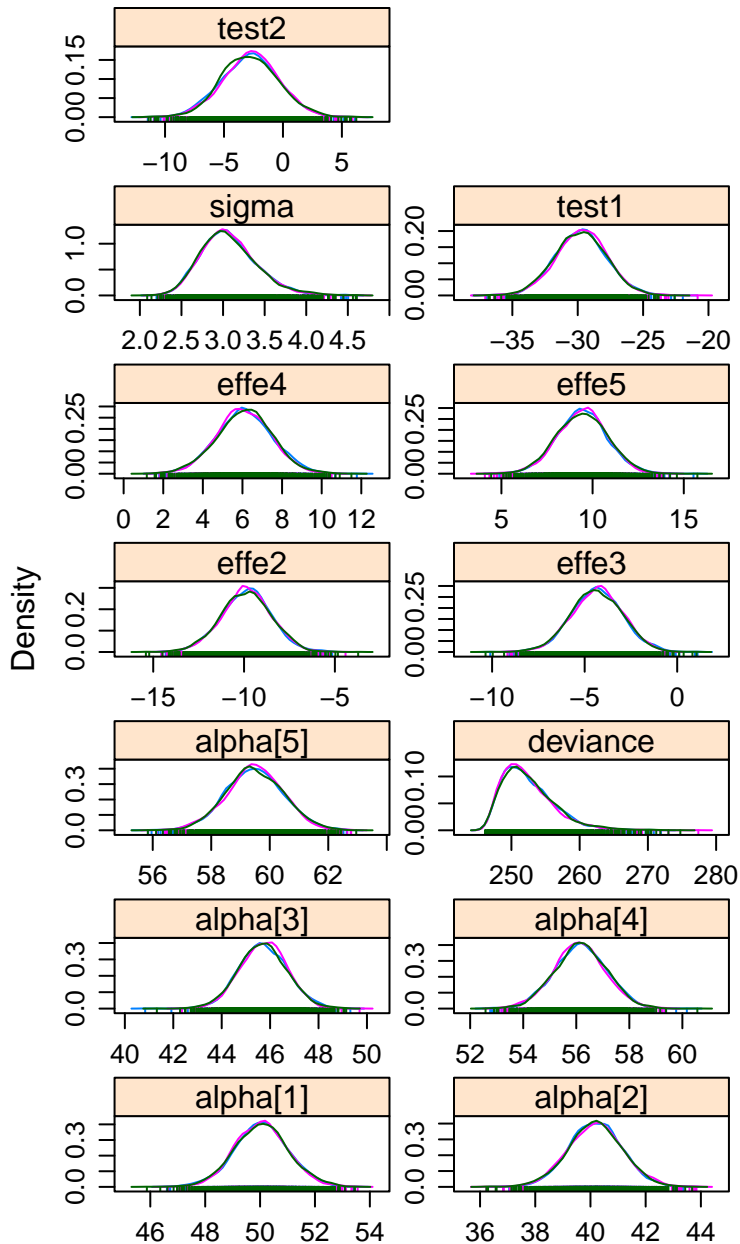 test2
0.00 0.15
−10 −5 0 5
sigma test1
0.0 1.0 0.00 0.20
2.0 2.5 3.0 3.5 4.0 4.5 −35 −30 −25 −20
effe4 effe5
0.00 0.25 0.00 0.25
0 2 4 6 8 10 12 5 10 15
effe2 effe3
0.0 0.2 0.00 0.25
−15 −10 −5 −10 −5 0
Density
alpha[5] deviance
0.0 0.3 0.00 0.10
56 58 60 62 250 260 270 280
alpha[3] alpha[4]
0.0 0.3 0.0 0.3
40 42 44 46 48 50 52 54 56 58 60
alpha[1] alpha[2]
0.0 0.3 0.0 0.3
46 48 50 52 54 36 38 40 42 44